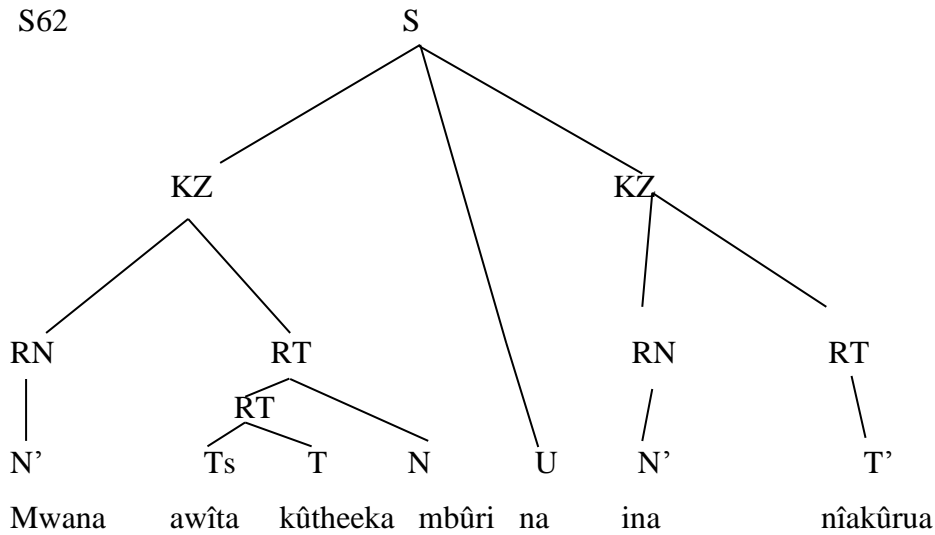 S62 S
KZ KZ
RN RT RN RT
RT
N’ Ts T N U N’ T’
Mwana awîta kûtheeka mbûri na ina nîakûrua